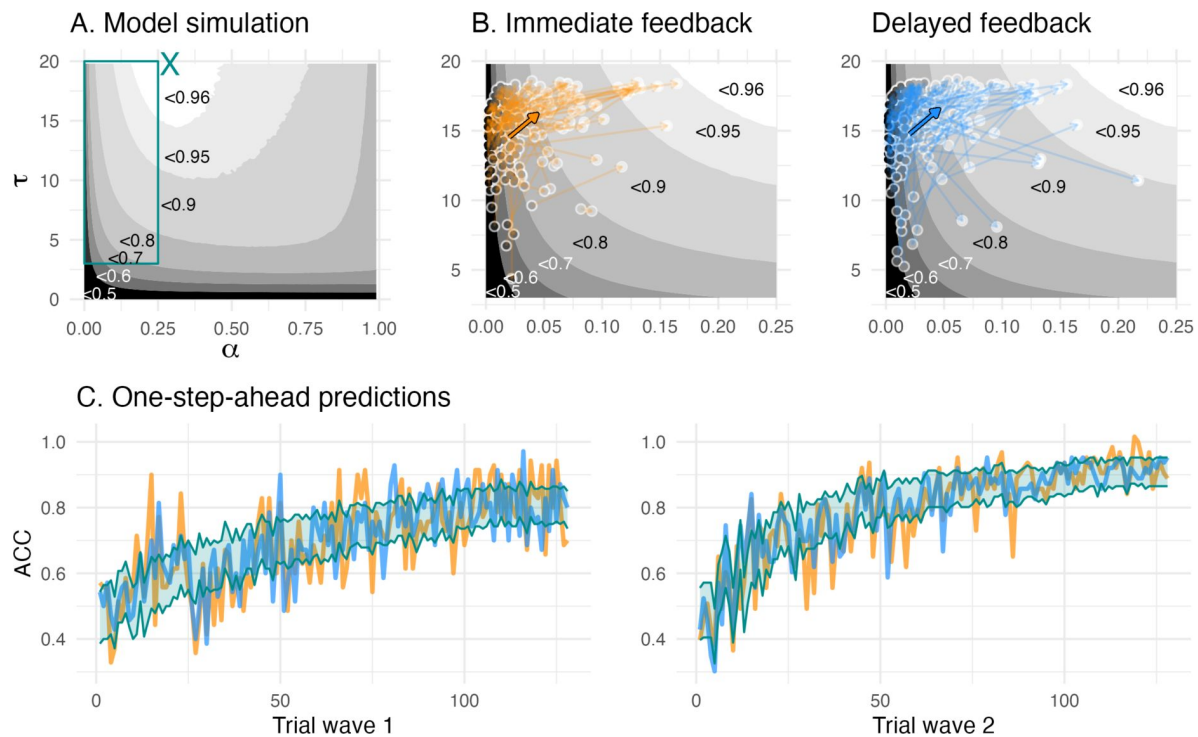 A. Model simulation
B. Immediate feedback
Delayed feedback
X
20
15
10
5
0
τ
<0.96
<0.95
<0.9
<0.8
<0.7
<0.6
<0.5
0.00 0.25 0.50 0.75 1.00
α
20
15
10
5
<0.96
<0.95
<0.9
<0.8
<0.7
<0.6
<0.5
0.00 0.05 0.10 0.15 0.20 0.25
20
15
10
5
<0.96
<0.95
<0.9
<0.8
<0.7
<0.6
<0.5
0.00 0.05 0.10 0.15 0.20 0.25
C. One-step-ahead predictions
ACC
1.0
0.8
0.6
0.4
0 50 100
Trial wave 1
1.0
0.8
0.6
0.4
0 50 100
Trial wave 2